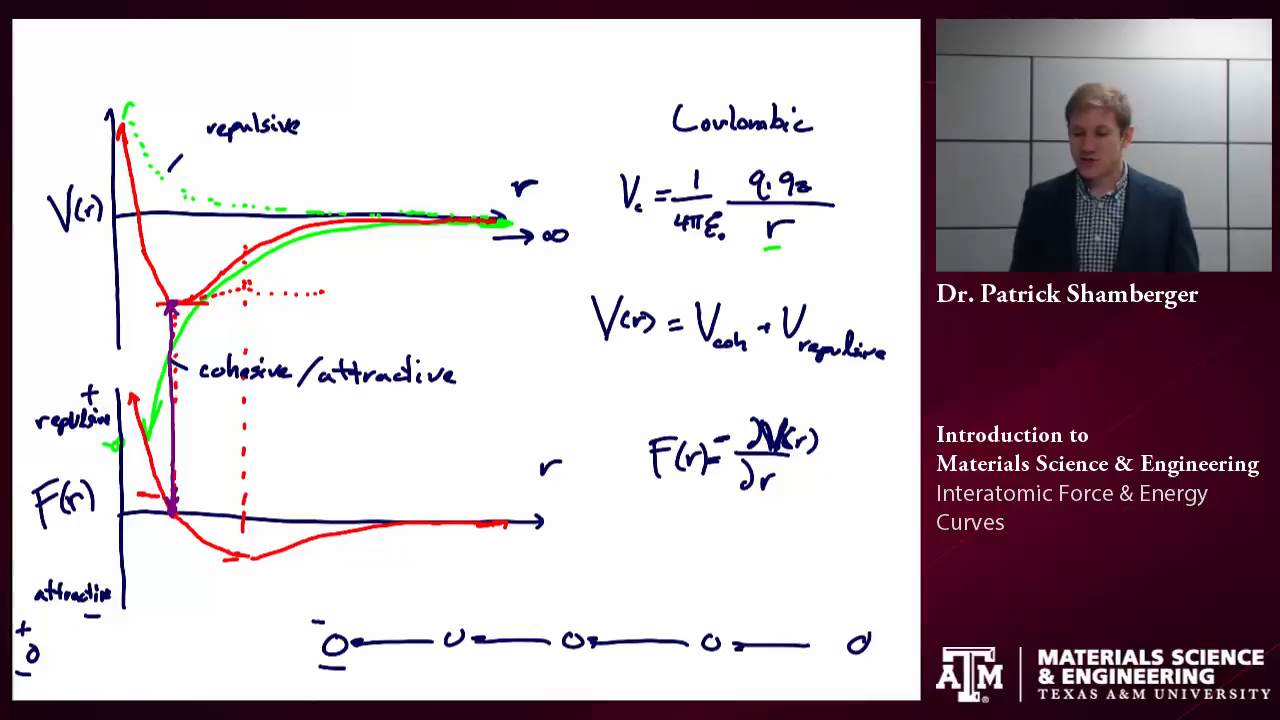 repulsive
V(r)
r
→ ∞
cohesive/attractive
+
repulsive
F(r)
r
attractive
−
+
−
Coulombic
V_c = 1/4πε₀ q₁q₂/r
V(r) = V_coh + V_repulsive
F(r) = -∂V(r)/∂r
Dr. Patrick Shamberger
Introduction to
Materials Science & Engineering
Interatomic Force & Energy
Curves
ATM
MATERIALS SCIENCE
& ENGINEERING
TEXAS A&M UNIVERSITY